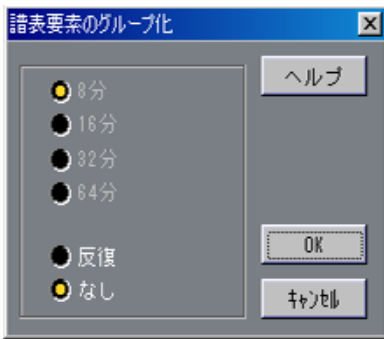 諸表要素のグループ化
ヘルプ
8分
16分
32分
64分
反復
なし
OK
キャンセル